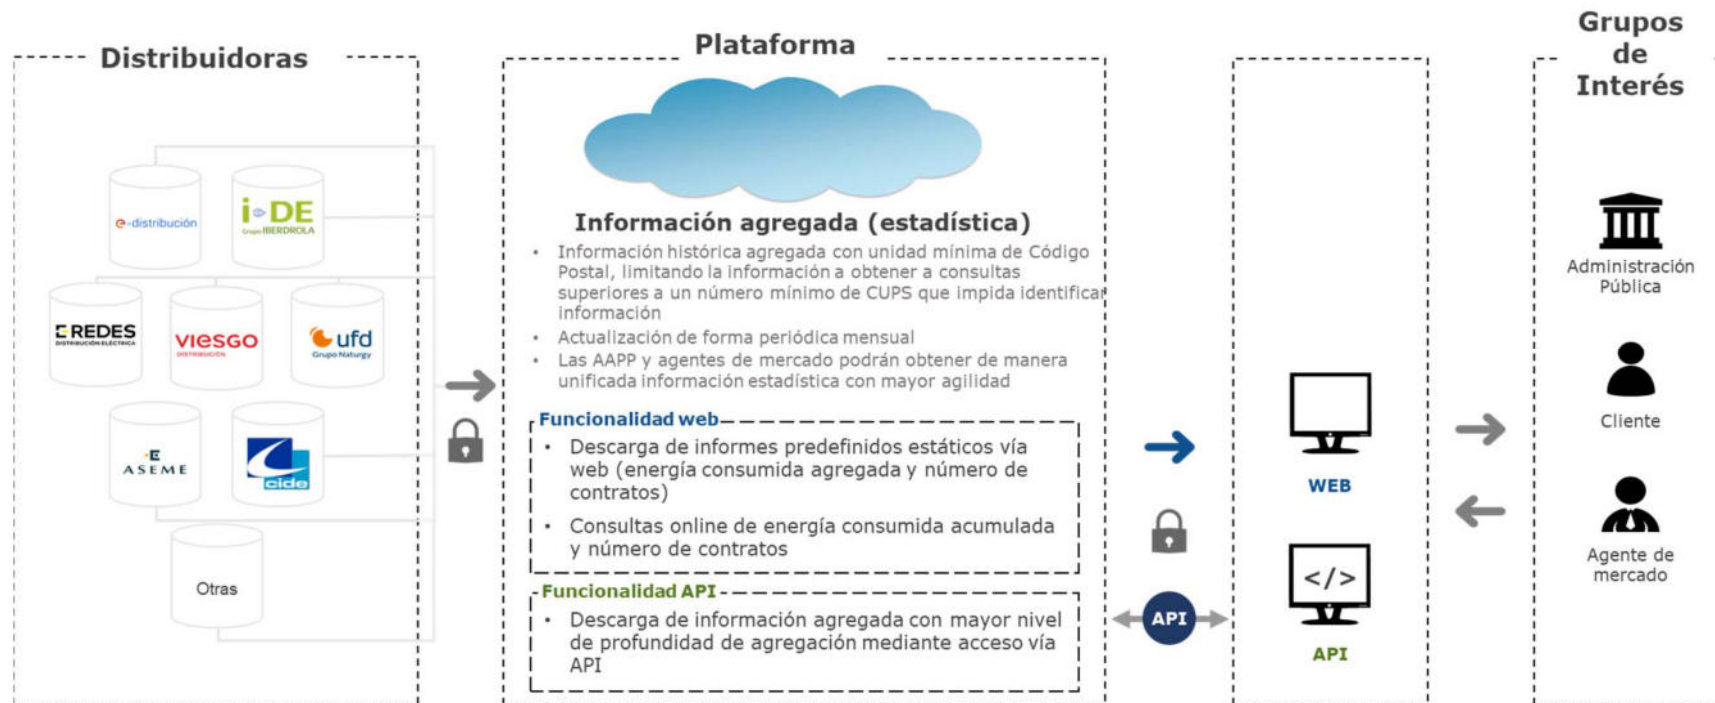 Distribuidoras
e-distribución
i-DE
Grupo IBERDROLA
REDES
DISTRIBUCIÓN ELÉCTRICA
VIESGO
DISTRIBUCIÓN
ufd
Grupo Naturgy
ASEME
cide
Otras
Plataforma
Información agregada (estadística)
• Información histórica agregada con unidad mínima de Código
Postal, limitando la información a obtener a consultas
superiores a un número mínimo de CUPS que impida identificar
información
• Actualización de forma periódica mensual
• Las AAPP y agentes de mercado podrán obtener de manera
unificada información estadística con mayor agilidad
Funcionalidad web
• Descarga de informes predefinidos estáticos vía
web (energía consumida agregada y número de
contratos)
• Consultas online de energía consumida acumulada
y número de contratos
Funcionalidad API
• Descarga de información agregada con mayor nivel
de profundidad de agregación mediante acceso vía
API
API
WEB
</>
API
Grupos
de
Interés
Administración
Pública
Cliente
Agente de
mercado